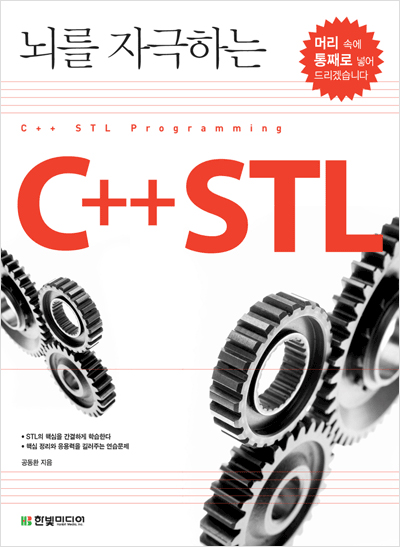 뇌를 자극하는
머리 속에
통째로 넣어
드리겠습니다
C++ STL Programming
C++ STL
• STL의 핵심을 간결하게 학습한다
• 핵심 정리와 응용력을 길러주는 연습문제
공동환 지음
HB 한빛미디어